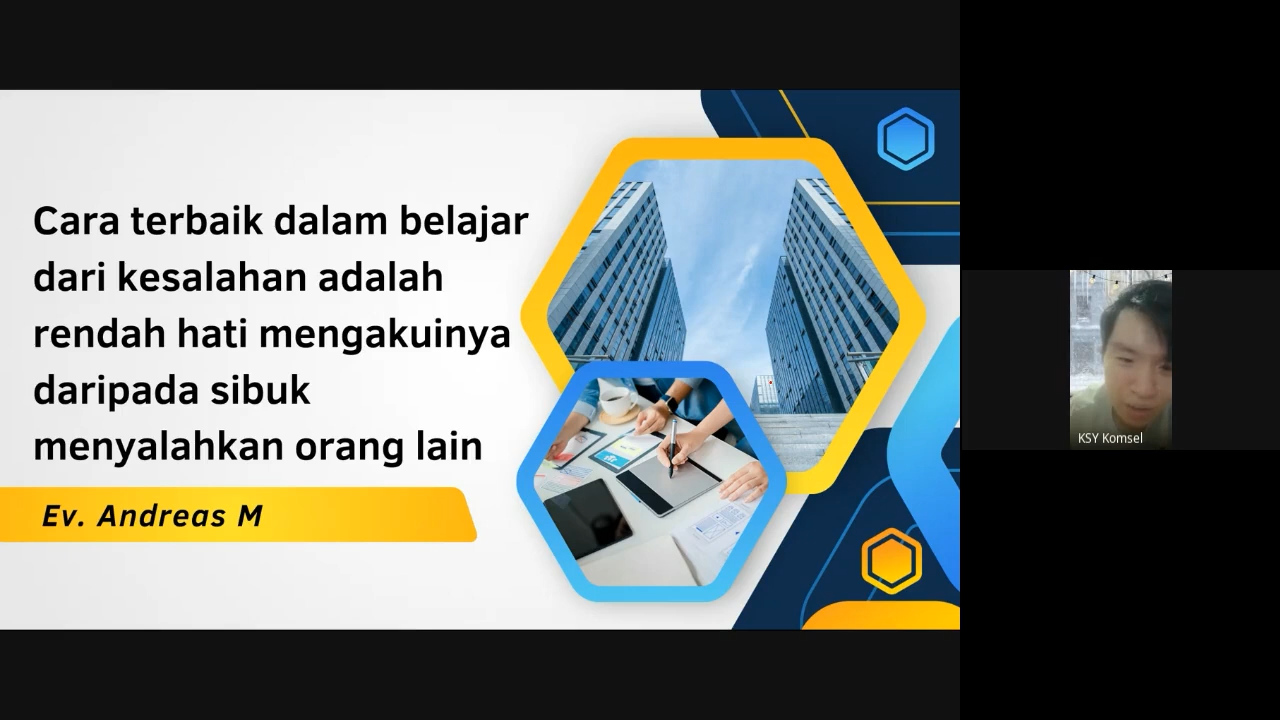 Cara terbaik dalam belajar
dari kesalahan adalah
rendah hati mengakuinya
daripada sibuk
menyalahkan orang lain
Ev. Andreas M
KSY Komsel